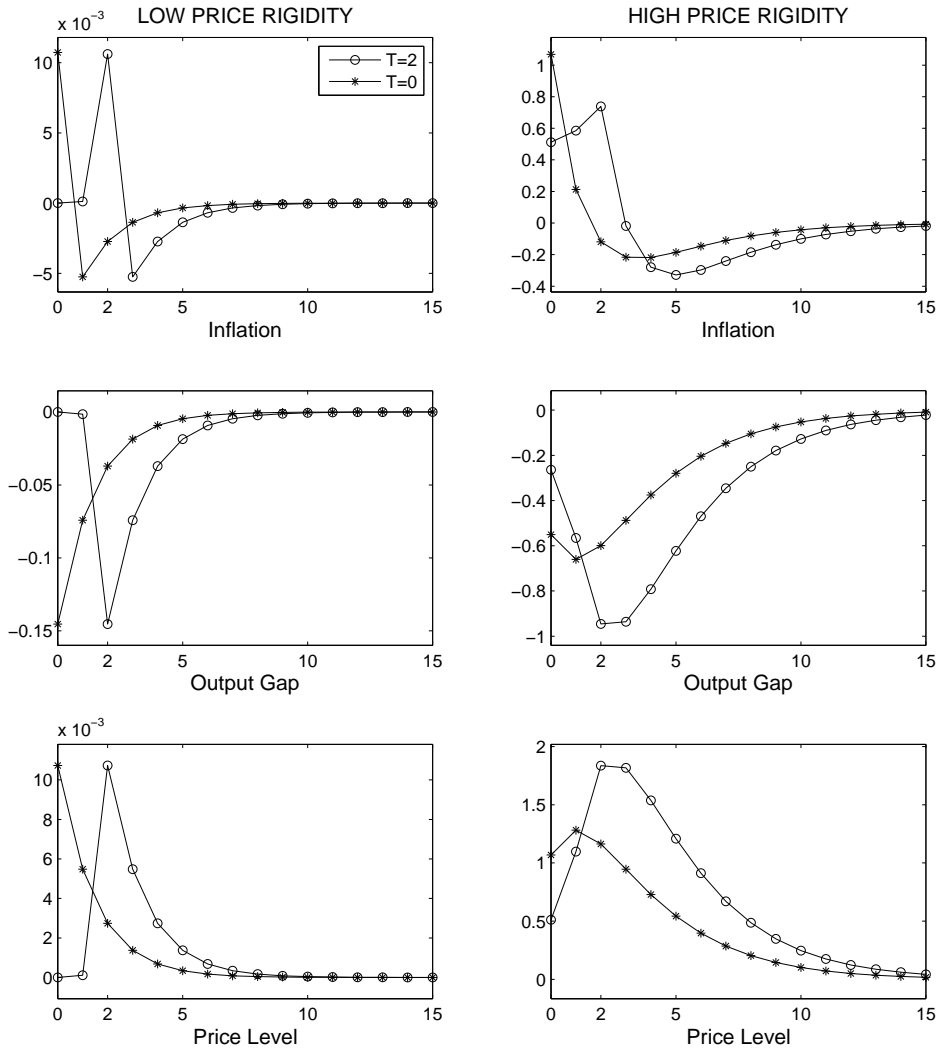 LOW PRICE RIGIDITY
x 10⁻³
10
5
0
−5
0 2 5 10 15
Inflation
T=2
T=0
HIGH PRICE RIGIDITY
1
0.8
0.6
0.4
0.2
0
−0.2
−0.4
0 2 5 10 15
Inflation
0
−0.05
−0.1
−0.15
0 2 5 10 15
Output Gap
0
−0.2
−0.4
−0.6
−0.8
−1
0 2 5 10 15
Output Gap
x 10⁻³
10
8
6
4
2
0
0 2 5 10 15
Price Level
2
1.5
1
0.5
0
0 2 5 10 15
Price Level